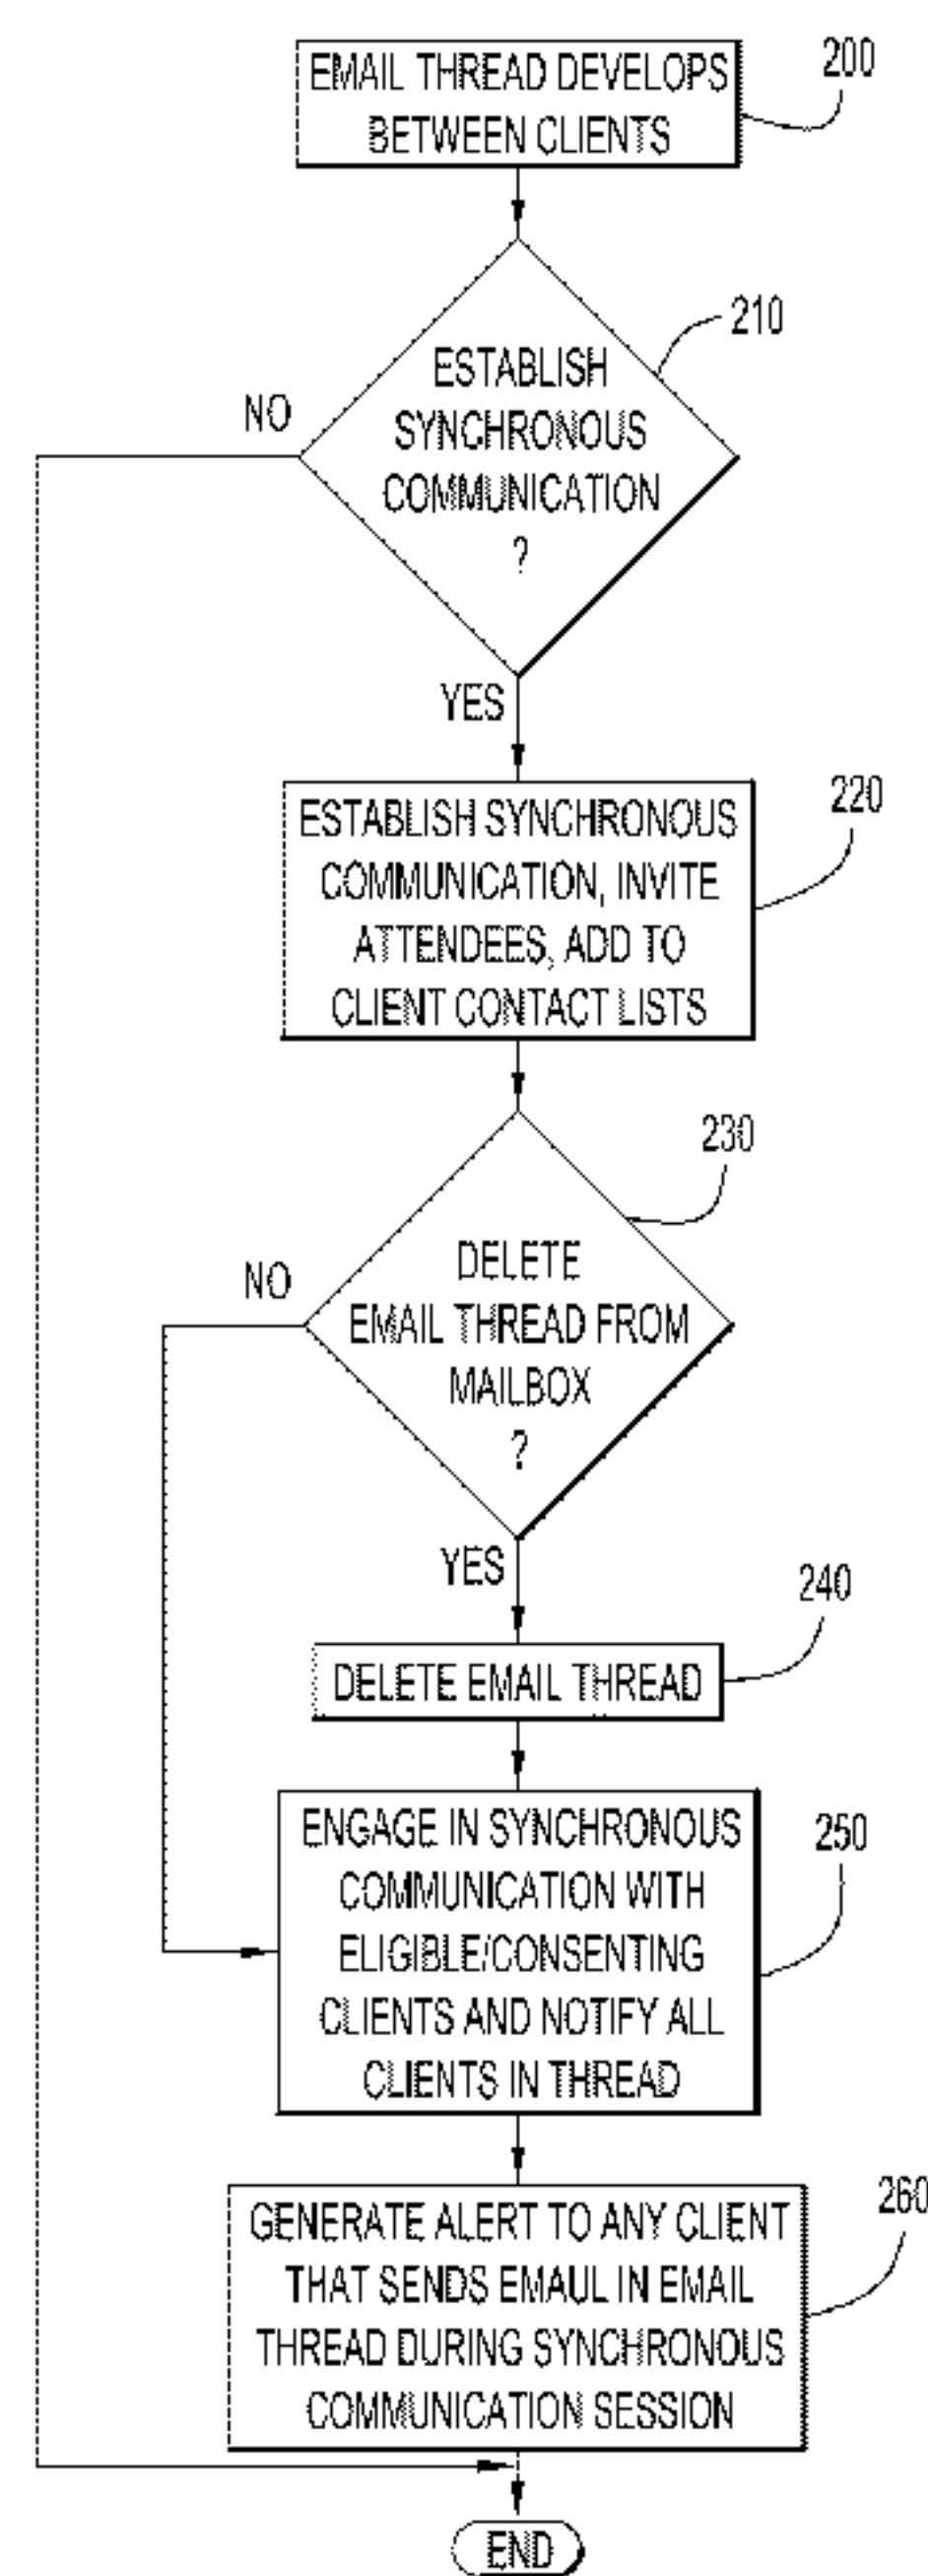 EMAIL THREAD DEVELOPS
BETWEEN CLIENTS
200
210
ESTABLISH
SYNCHRONOUS
COMMUNICATION
?
NO
YES
220
ESTABLISH SYNCHRONOUS
COMMUNICATION, INVITE
ATTENDEES, ADD TO
CLIENT CONTACT LISTS
230
DELETE
EMAIL THREAD FROM
MAILBOX
?
NO
YES
240
DELETE EMAIL THREAD
250
ENGAGE IN SYNCHRONOUS
COMMUNICATION WITH
ELIGIBLE/CONSENTING
CLIENTS AND NOTIFY ALL
CLIENTS IN THREAD
260
GENERATE ALERT TO ANY CLIENT
THAT SENDS EMAUL IN EMAIL
THREAD DURING SYNCHRONOUS
COMMUNICATION SESSION
END